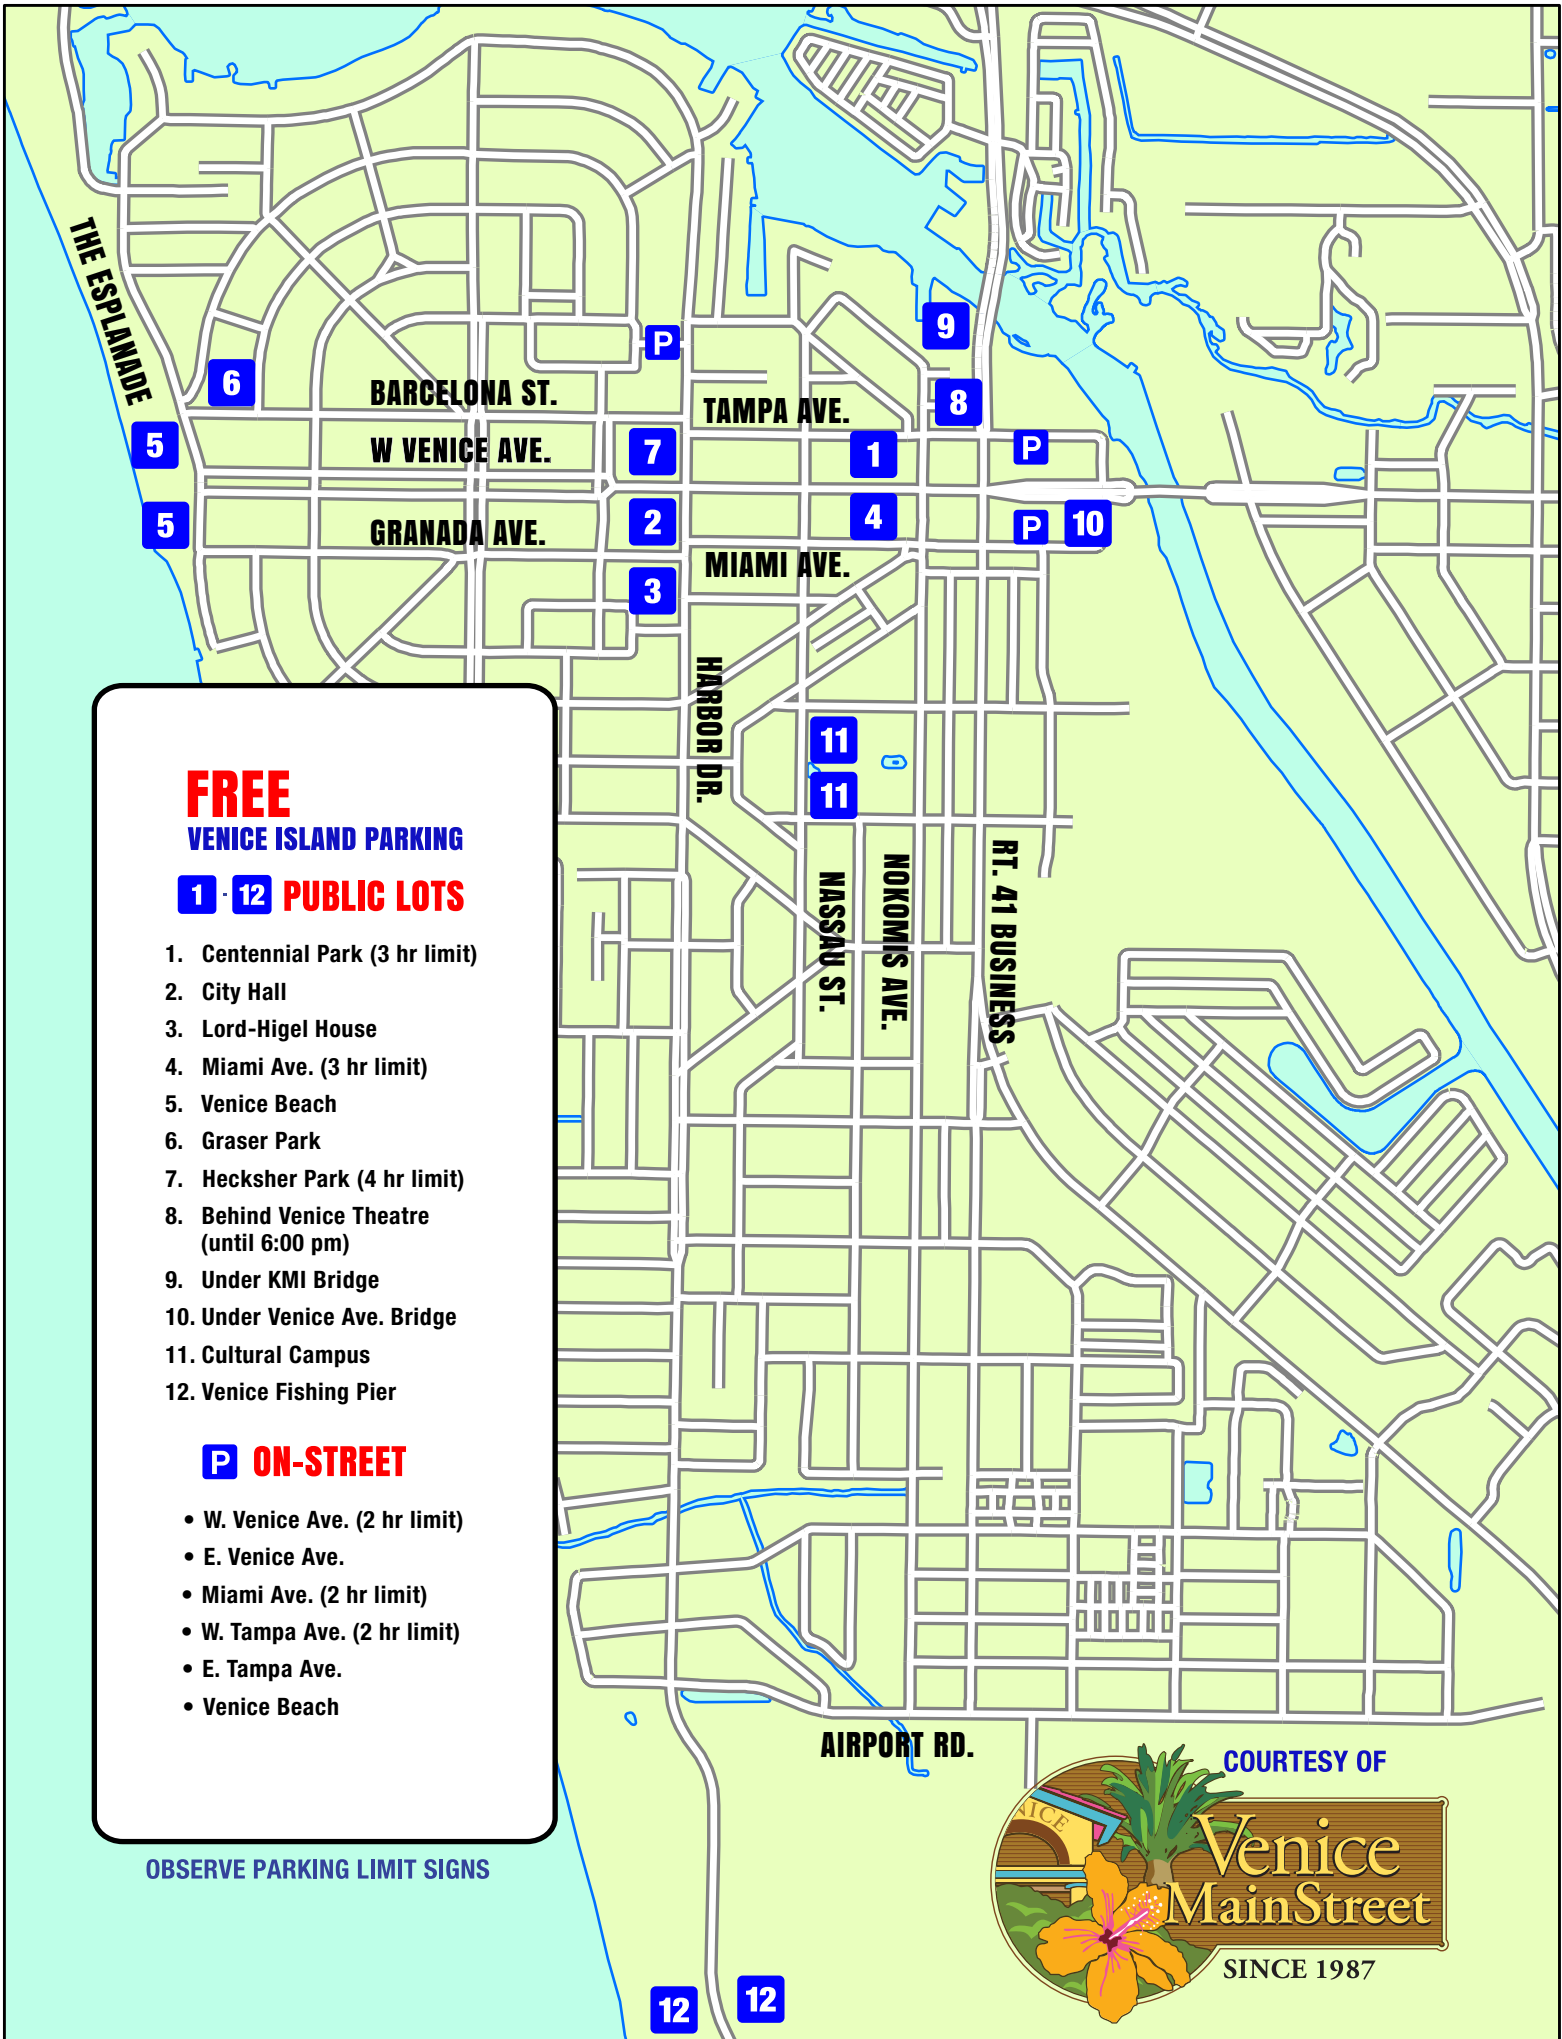 THE ESPLANADE
9
P
6
BARCELONA ST.
TAMPA AVE.
8
5
W VENICE AVE.
7
1
P
5
GRANADA AVE.
2
4
P
10
MIAMI AVE.
3
HARBOR DR.
11
11
NASSAU ST.
NOKOMIS AVE.
RT. 41 BUSINESS
FREE
VENICE ISLAND PARKING
1 - 12 PUBLIC LOTS
1. Centennial Park (3 hr limit)
2. City Hall
3. Lord-Higel House
4. Miami Ave. (3 hr limit)
5. Venice Beach
6. Graser Park
7. Hecksher Park (4 hr limit)
8. Behind Venice Theatre
(until 6:00 pm)
9. Under KMI Bridge
10. Under Venice Ave. Bridge
11. Cultural Campus
12. Venice Fishing Pier
P ON-STREET
• W. Venice Ave. (2 hr limit)
• E. Venice Ave.
• Miami Ave. (2 hr limit)
• W. Tampa Ave. (2 hr limit)
• E. Tampa Ave.
• Venice Beach
OBSERVE PARKING LIMIT SIGNS
AIRPORT RD.
COURTESY OF
NICE
Venice
MainStreet
SINCE 1987
12
12